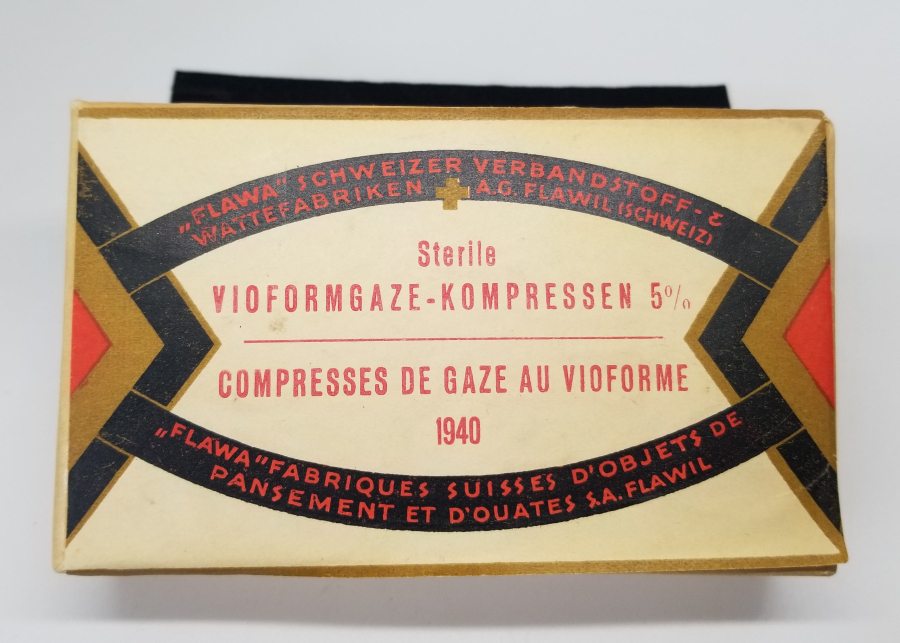 „FLAWA" SCHWEIZER VERBANDSTOFF- &
WATTEFABRIKEN A.G. FLAWIL (SCHWEIZ)
Sterile
VIOFORMGAZE-KOMPRESSEN 5%
COMPRESSES DE GAZE AU VIOFORME
1940
„FLAWA" FABRIQUES SUISSES D'OBJETS DE
PANSEMENT ET D'OUATES S.A. FLAWIL